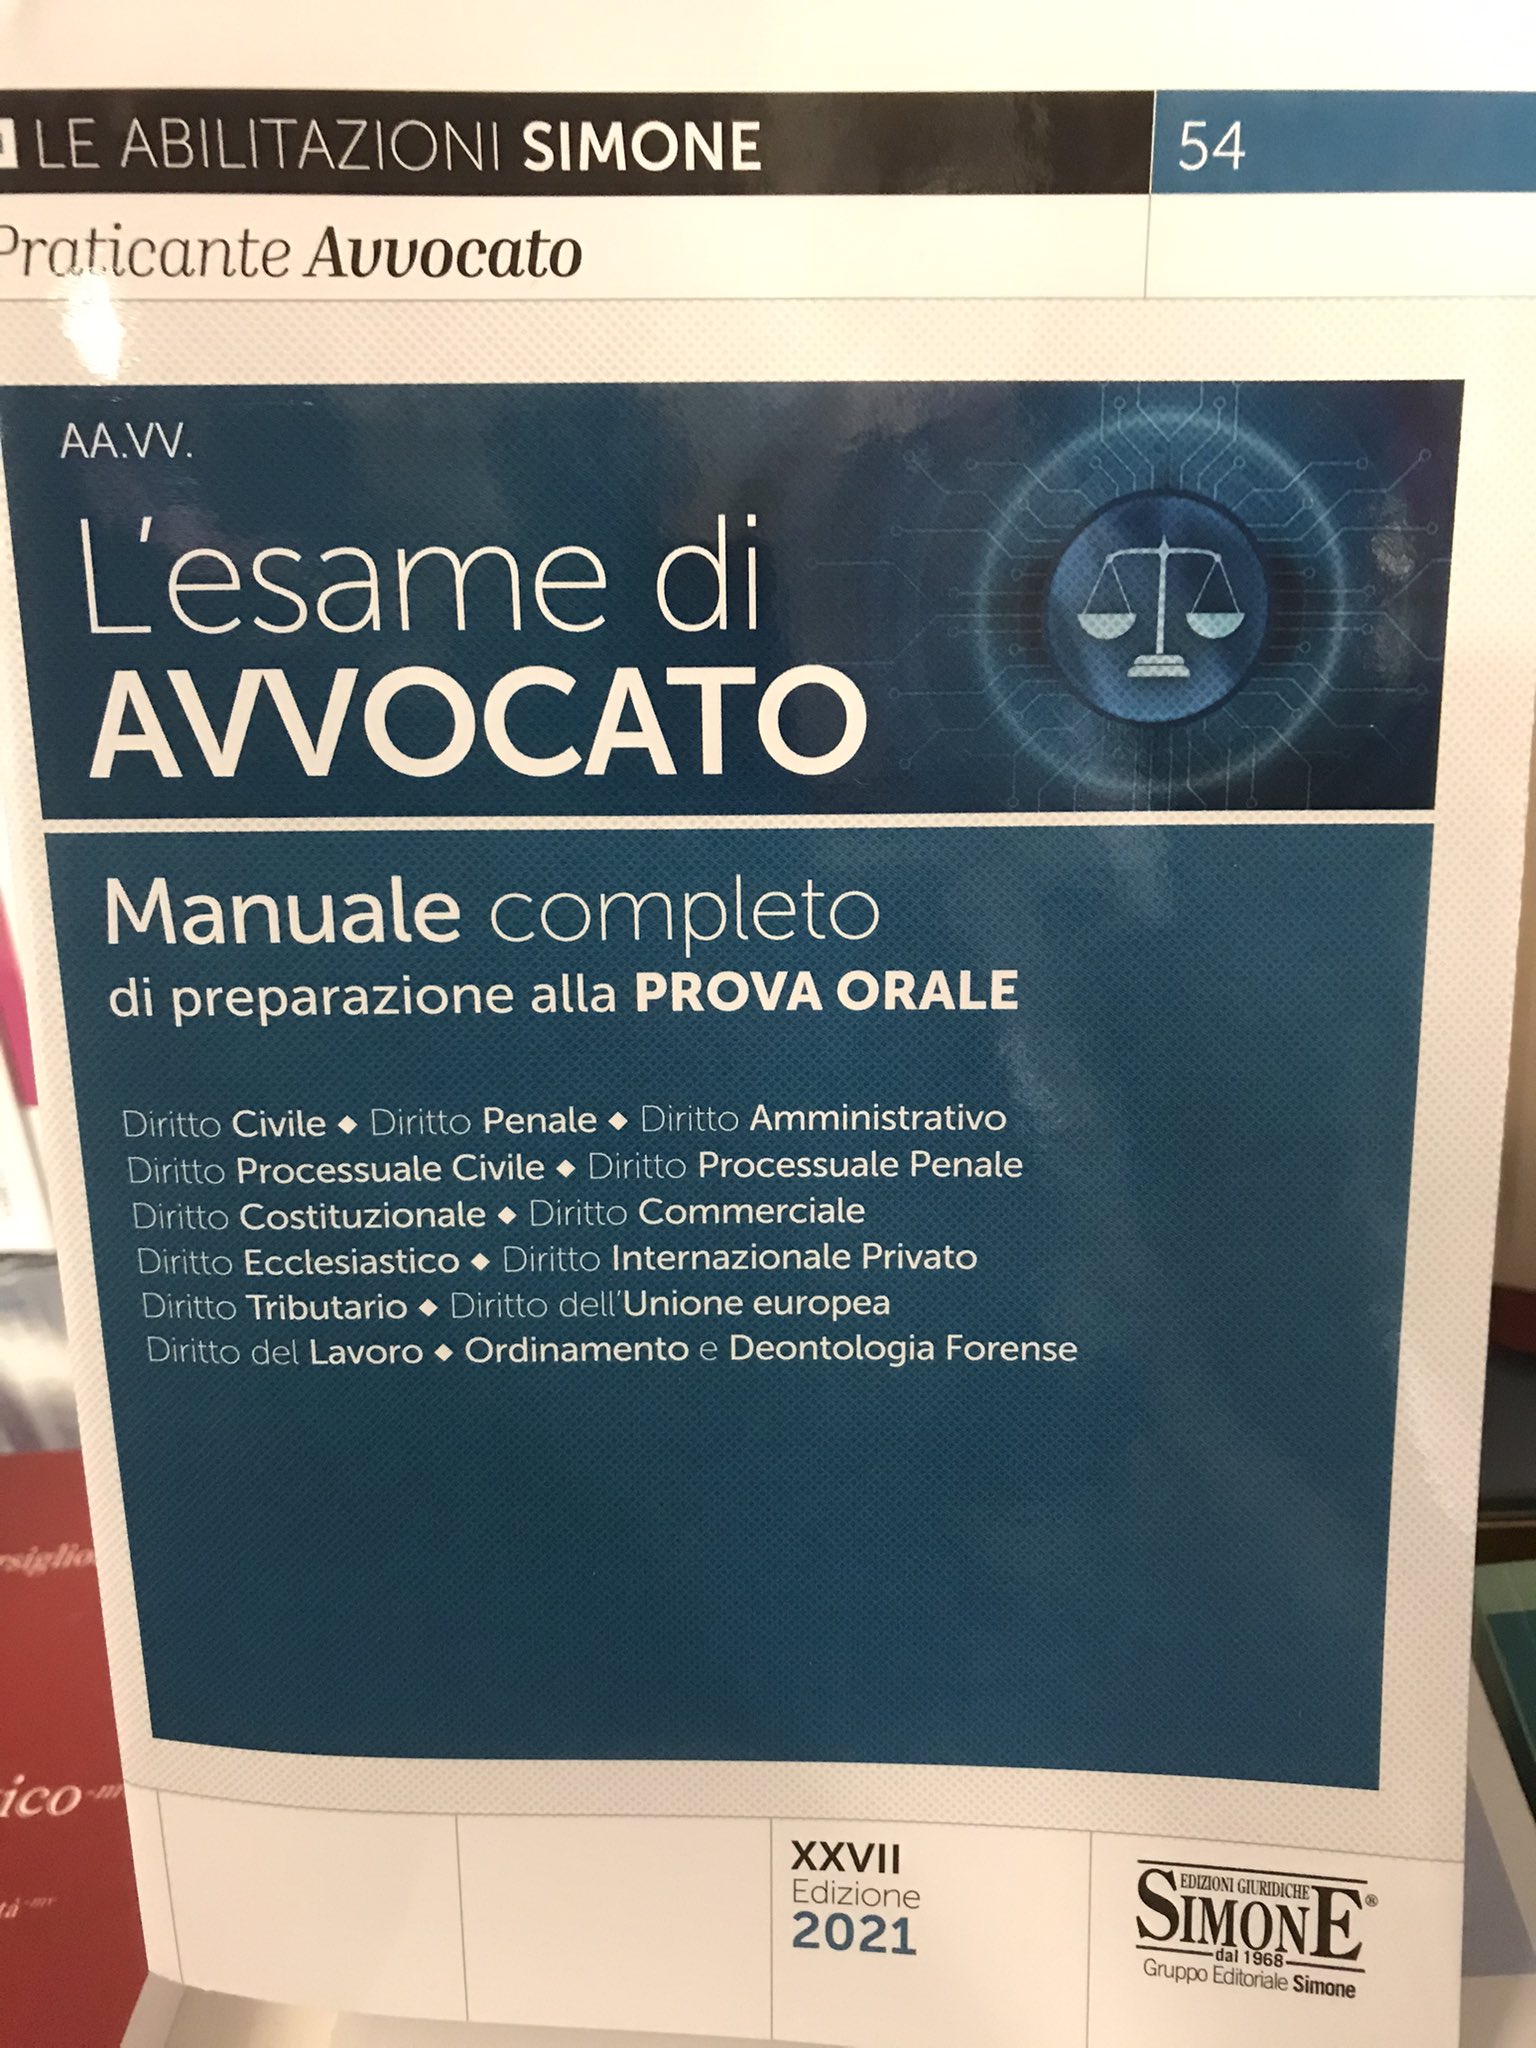 LE ABILITAZIONI SIMONE
54
Praticante Avvocato
AA.VV.
L'esame di
AVVOCATO
Manuale completo
di preparazione alla PROVA ORALE
Diritto Civile ◆ Diritto Penale ◆ Diritto Amministrativo
Diritto Processuale Civile ◆ Diritto Processuale Penale
Diritto Costituzionale ◆ Diritto Commerciale
Diritto Ecclesiastico ◆ Diritto Internazionale Privato
Diritto Tributario ◆ Diritto dell'Unione europea
Diritto del Lavoro ◆ Ordinamento e Deontologia Forense
XXVII
Edizione
2021
EDIZIONI GIURIDICHE
SIMONE®
dal 1968
Gruppo Editoriale Simone